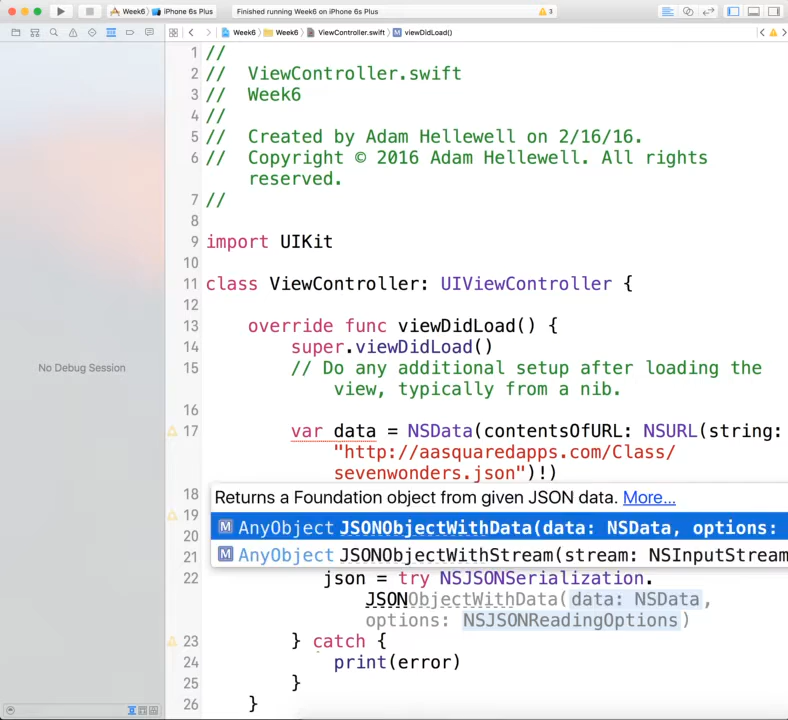 Week6 iPhone 6s Plus Finished running Week6 on iPhone 6s Plus 3
Week6 Week6 ViewController.swift M viewDidLoad()
1 //
2 // ViewController.swift
3 // Week6
4 //
5 // Created by Adam Hellewell on 2/16/16.
6 // Copyright © 2016 Adam Hellewell. All rights
reserved.
7 //
8
9 import UIKit
10
11 class ViewController: UIViewController {
12
13 override func viewDidLoad() {
14 super.viewDidLoad()
15 // Do any additional setup after loading the
view, typically from a nib.
No Debug Session
16
17 var data = NSData(contentsOfURL: NSURL(string:
"http://aasquaredapps.com/Class/
sevenwonders.json")!)
18 Returns a Foundation object from given JSON data. More...
19 M AnyObject JSONObjectWithData(data: NSData, options:
20
21 M AnyObject JSONObjectWithStream(stream: NSInputStream
22 json = try NSJSONSerialization.
JSONObjectWithData(data: NSData,
options: NSJSONReadingOptions)
23 } catch {
24 print(error)
25 }
26 }